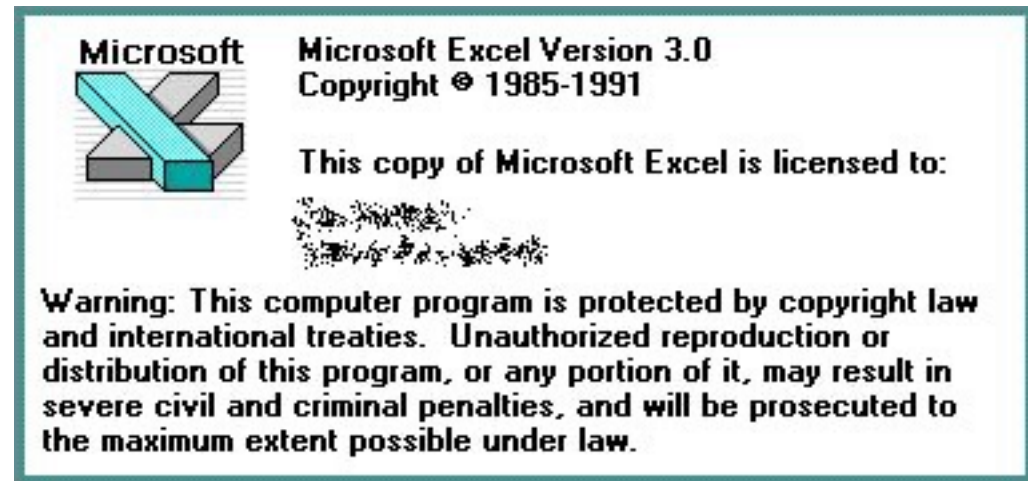 Microsoft
Microsoft Excel Version 3.0
Copyright © 1985-1991
This copy of Microsoft Excel is licensed to:
Warning: This computer program is protected by copyright law
and international treaties.  Unauthorized reproduction or
distribution of this program, or any portion of it, may result in
severe civil and criminal penalties, and will be prosecuted to
the maximum extent possible under law.